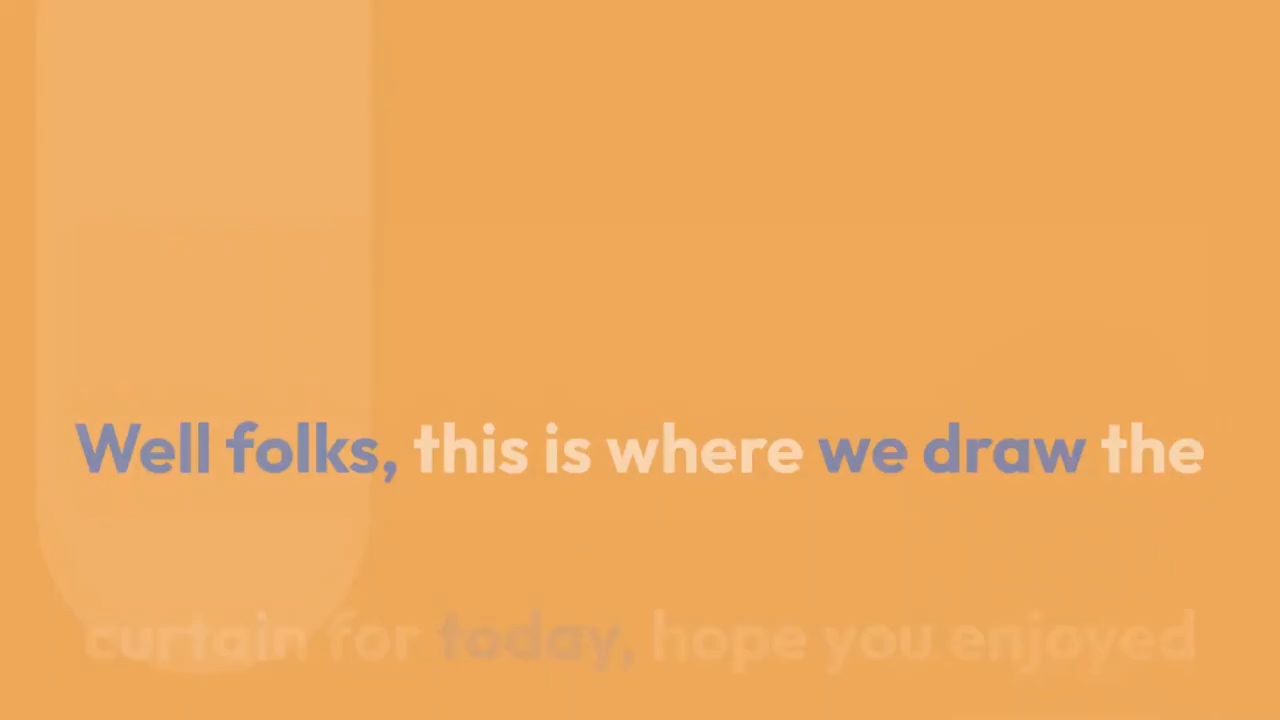 Well folks, this is where we draw the
curtain for today, hope you enjoyed